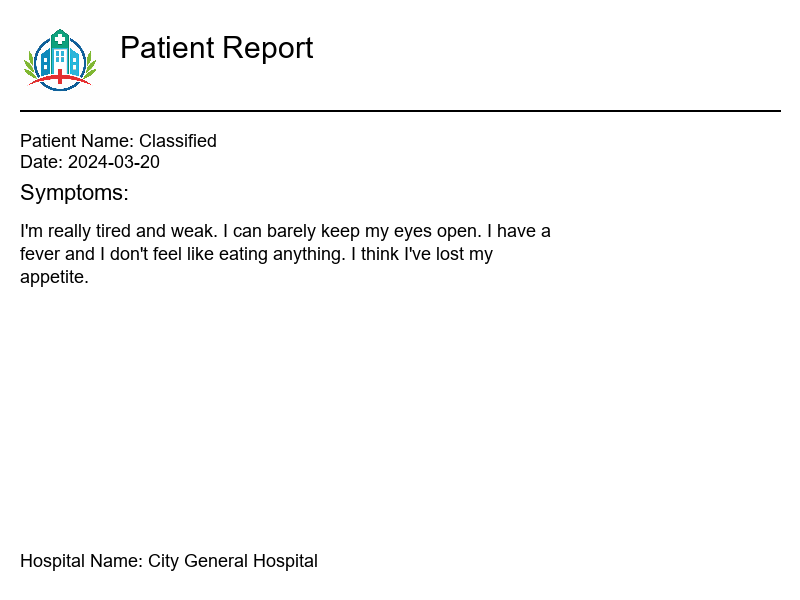 Patient Report
Patient Name: Classified
Date: 2024-03-20
Symptoms:
I'm really tired and weak. I can barely keep my eyes open. I have a
fever and I don't feel like eating anything. I think I've lost my
appetite.
Hospital Name: City General Hospital